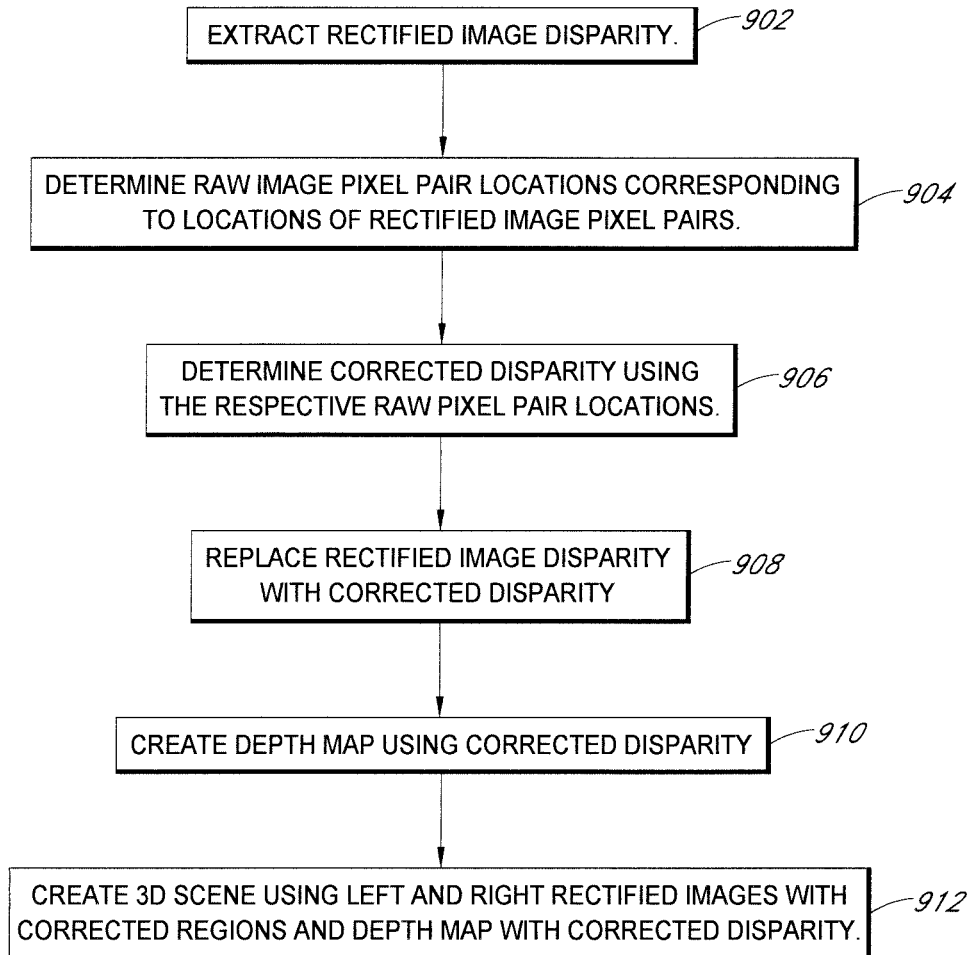 EXTRACT RECTIFIED IMAGE DISPARITY.
902
DETERMINE RAW IMAGE PIXEL PAIR LOCATIONS CORRESPONDING
TO LOCATIONS OF RECTIFIED IMAGE PIXEL PAIRS.
904
DETERMINE CORRECTED DISPARITY USING
THE RESPECTIVE RAW PIXEL PAIR LOCATIONS.
906
REPLACE RECTIFIED IMAGE DISPARITY
WITH CORRECTED DISPARITY
908
CREATE DEPTH MAP USING CORRECTED DISPARITY
910
CREATE 3D SCENE USING LEFT AND RIGHT RECTIFIED IMAGES WITH
CORRECTED REGIONS AND DEPTH MAP WITH CORRECTED DISPARITY.
912